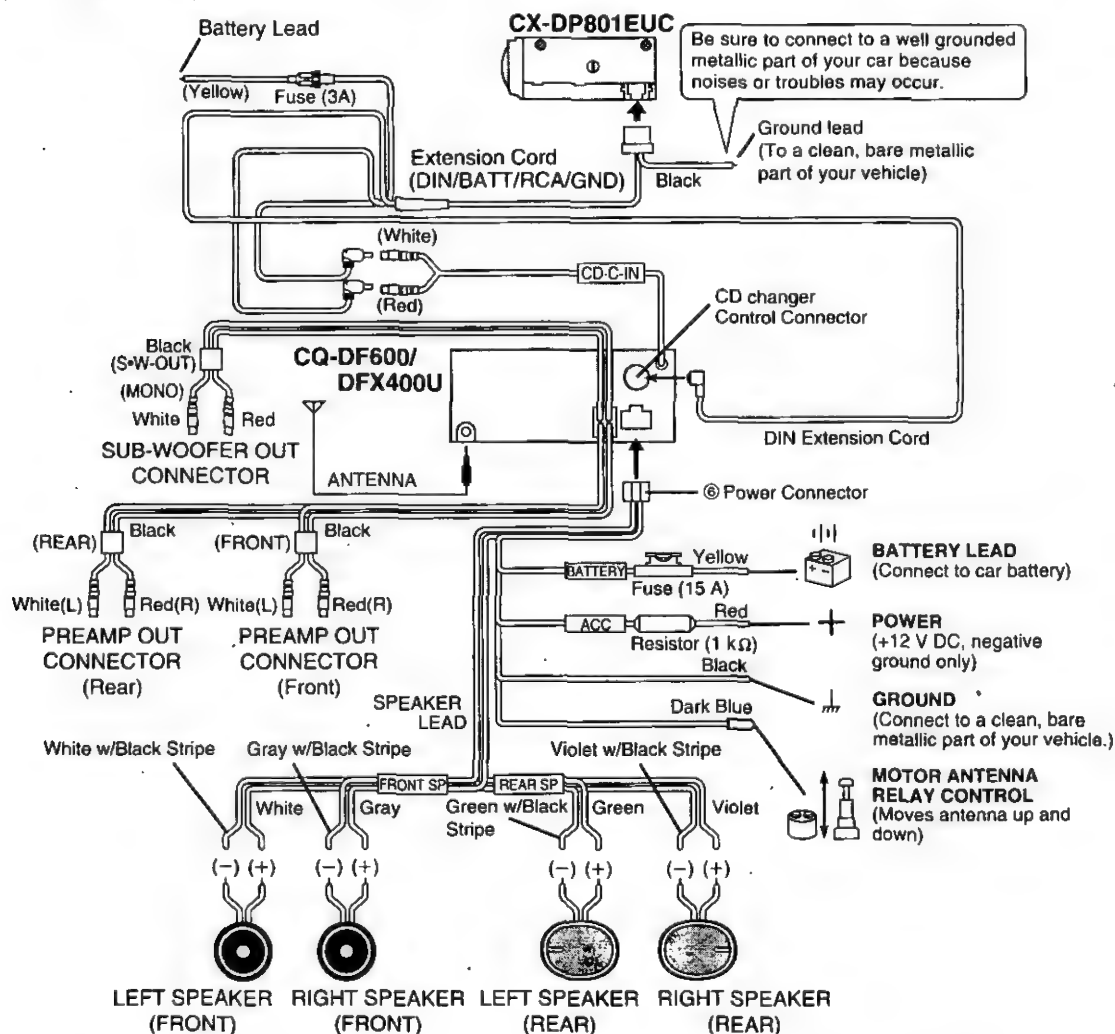 Battery Lead
CX-DP801EUC
Be sure to connect to a well grounded
metallic part of your car because
noises or troubles may occur.
(Yellow)
Fuse (3A)
Ground lead
(To a clean, bare metallic
part of your vehicle)
Extension Cord
(DIN/BATT/RCA/GND)
Black
(White)
CD·C-IN
(Red)
CD changer
Control Connector
Black
(S•W-OUT)
CQ-DF600/
DFX400U
(MONO)
White
Red
DIN Extension Cord
SUB-WOOFER OUT
CONNECTOR
ANTENNA
⑥ Power Connector
(REAR)
Black
(FRONT)
Black
White(L)
Red(R)
White(L)
Red(R)
PREAMP OUT
CONNECTOR
(Rear)
PREAMP OUT
CONNECTOR
(Front)
BATTERY
Fuse (15 A)
Yellow
+ −
BATTERY LEAD
(Connect to car battery)
ACC
Resistor (1 kΩ)
Red
+
POWER
(+12 V DC, negative
ground only)
Black
GROUND
(Connect to a clean, bare
metallic part of your vehicle.)
Dark Blue
MOTOR ANTENNA
RELAY CONTROL
(Moves antenna up and
down)
SPEAKER
LEAD
White w/Black Stripe
Gray w/Black Stripe
Violet w/Black Stripe
FRONT SP
REAR SP
White
Gray
Green w/Black
Stripe
Green
Violet
(−) (+)
(−) (+)
(−) (+)
(−) (+)
LEFT SPEAKER
(FRONT)
RIGHT SPEAKER
(FRONT)
LEFT SPEAKER
(REAR)
RIGHT SPEAKER
(REAR)